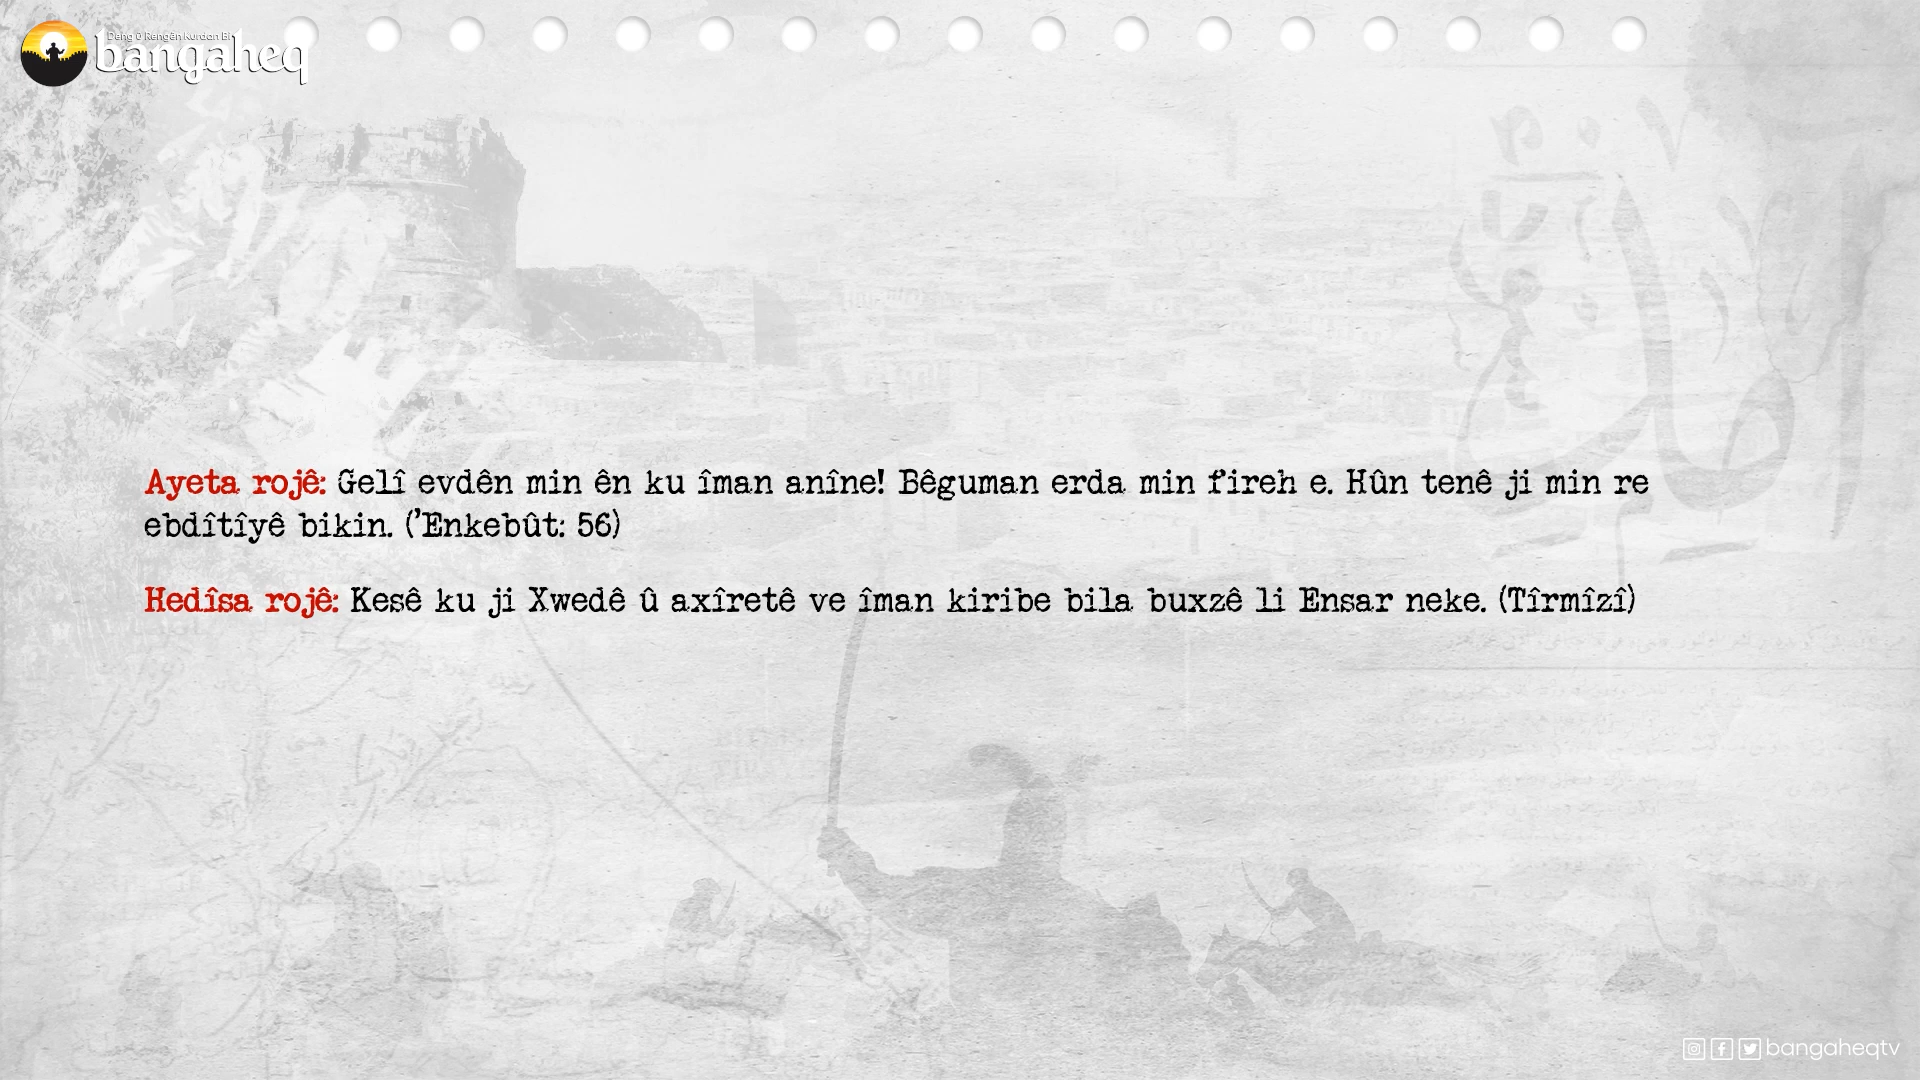 Deng û Rengên Kurdan Bi
bangaheq
Ayeta rojê: Gelî evdên min ên ku îman anîne! Bêguman erda min fireh e. Hûn tenê ji min re
ebdîtîyê bikin. ('Enkebût: 56)
Hedîsa rojê: Kesê ku ji Xwedê û axîretê ve îman kiribe bila buxzê li Ensar neke. (Tîrmîzî)
bangaheqtv